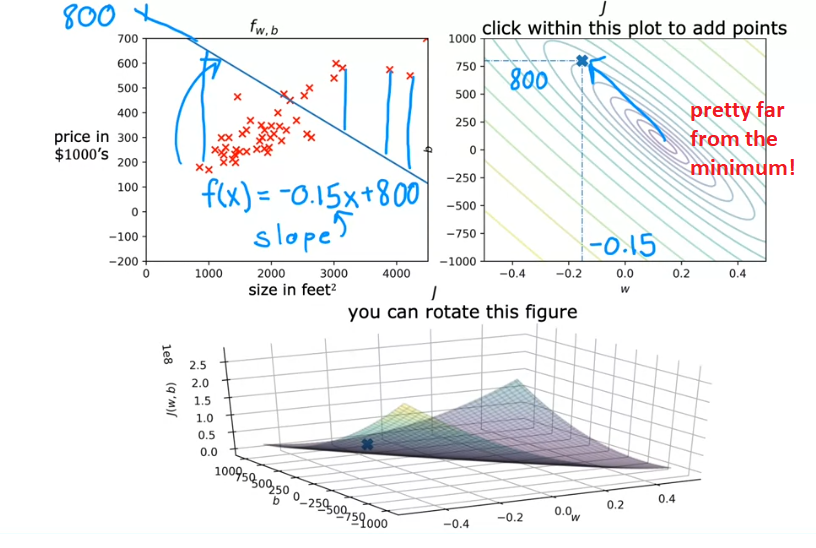 800
f_{w,b}
700
600
500
400
300
200
100
0
−100
−200
price in
$1000's
0
1000
2000
3000
4000
size in feet²
f(x) = -0.15x+800
slope
J
click within this plot to add points
1000
750
500
250
0
−250
−500
−750
−1000
b
800
pretty far
from the
minimum!
-0.15
−0.4
−0.2
0.0
0.2
0.4
w
J
you can rotate this figure
1e8
2.5
2.0
1.5
1.0
0.5
0.0
J(w, b)
1000
750
500
250
0
−250
−500
−750
−1000
b
−0.4
−0.2
0.0
0.2
0.4
w